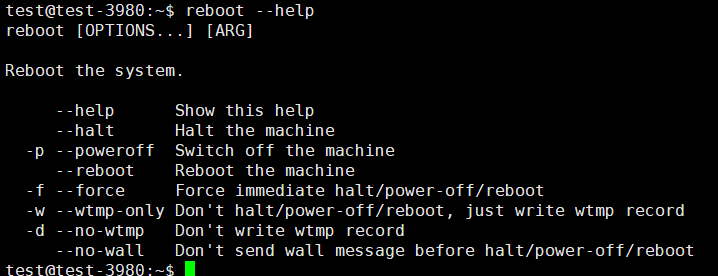 test@test-3980:~$ reboot --help
reboot [OPTIONS...] [ARG]

Reboot the system.

     --help      Show this help
     --halt      Halt the machine
  -p --poweroff  Switch off the machine
     --reboot    Reboot the machine
  -f --force     Force immediate halt/power-off/reboot
  -w --wtmp-only Don't halt/power-off/reboot, just write wtmp record
  -d --no-wtmp   Don't write wtmp record
     --no-wall   Don't send wall message before halt/power-off/reboot
test@test-3980:~$